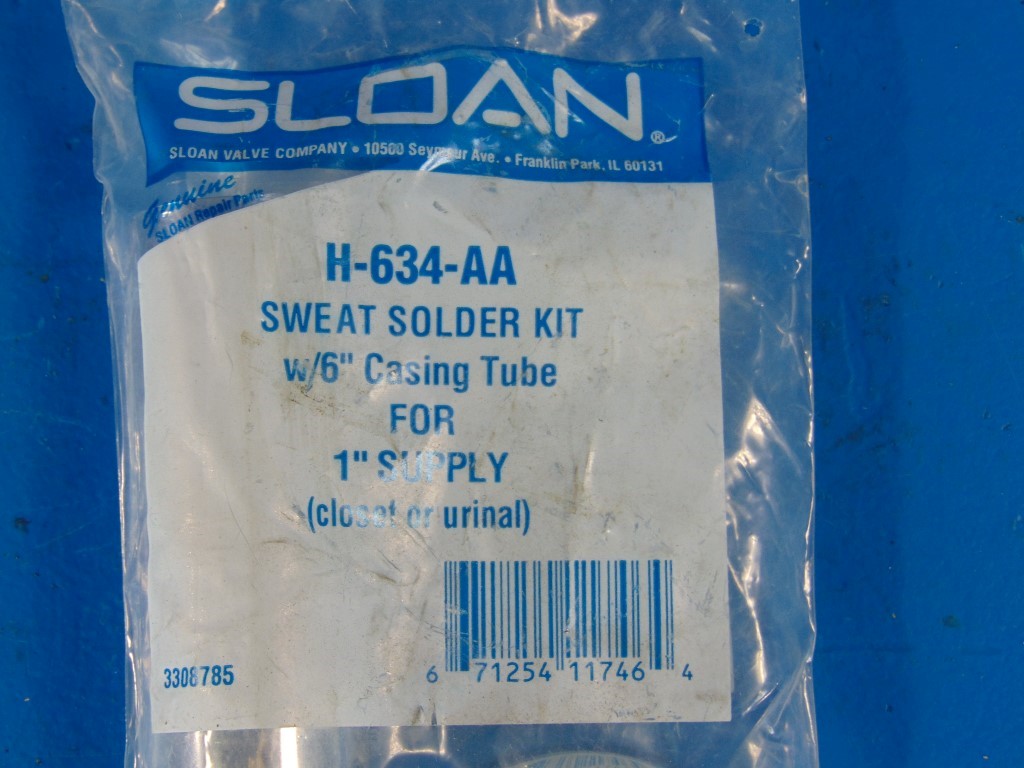 SLOAN®
SLOAN VALVE COMPANY • 10500 Seymour Ave. • Franklin Park, IL 60131
Genuine
SLOAN Repair Parts
H-634-AA
SWEAT SOLDER KIT
w/6" Casing Tube
FOR
1" SUPPLY
(closet or urinal)
3308785
6 71254 11746 4